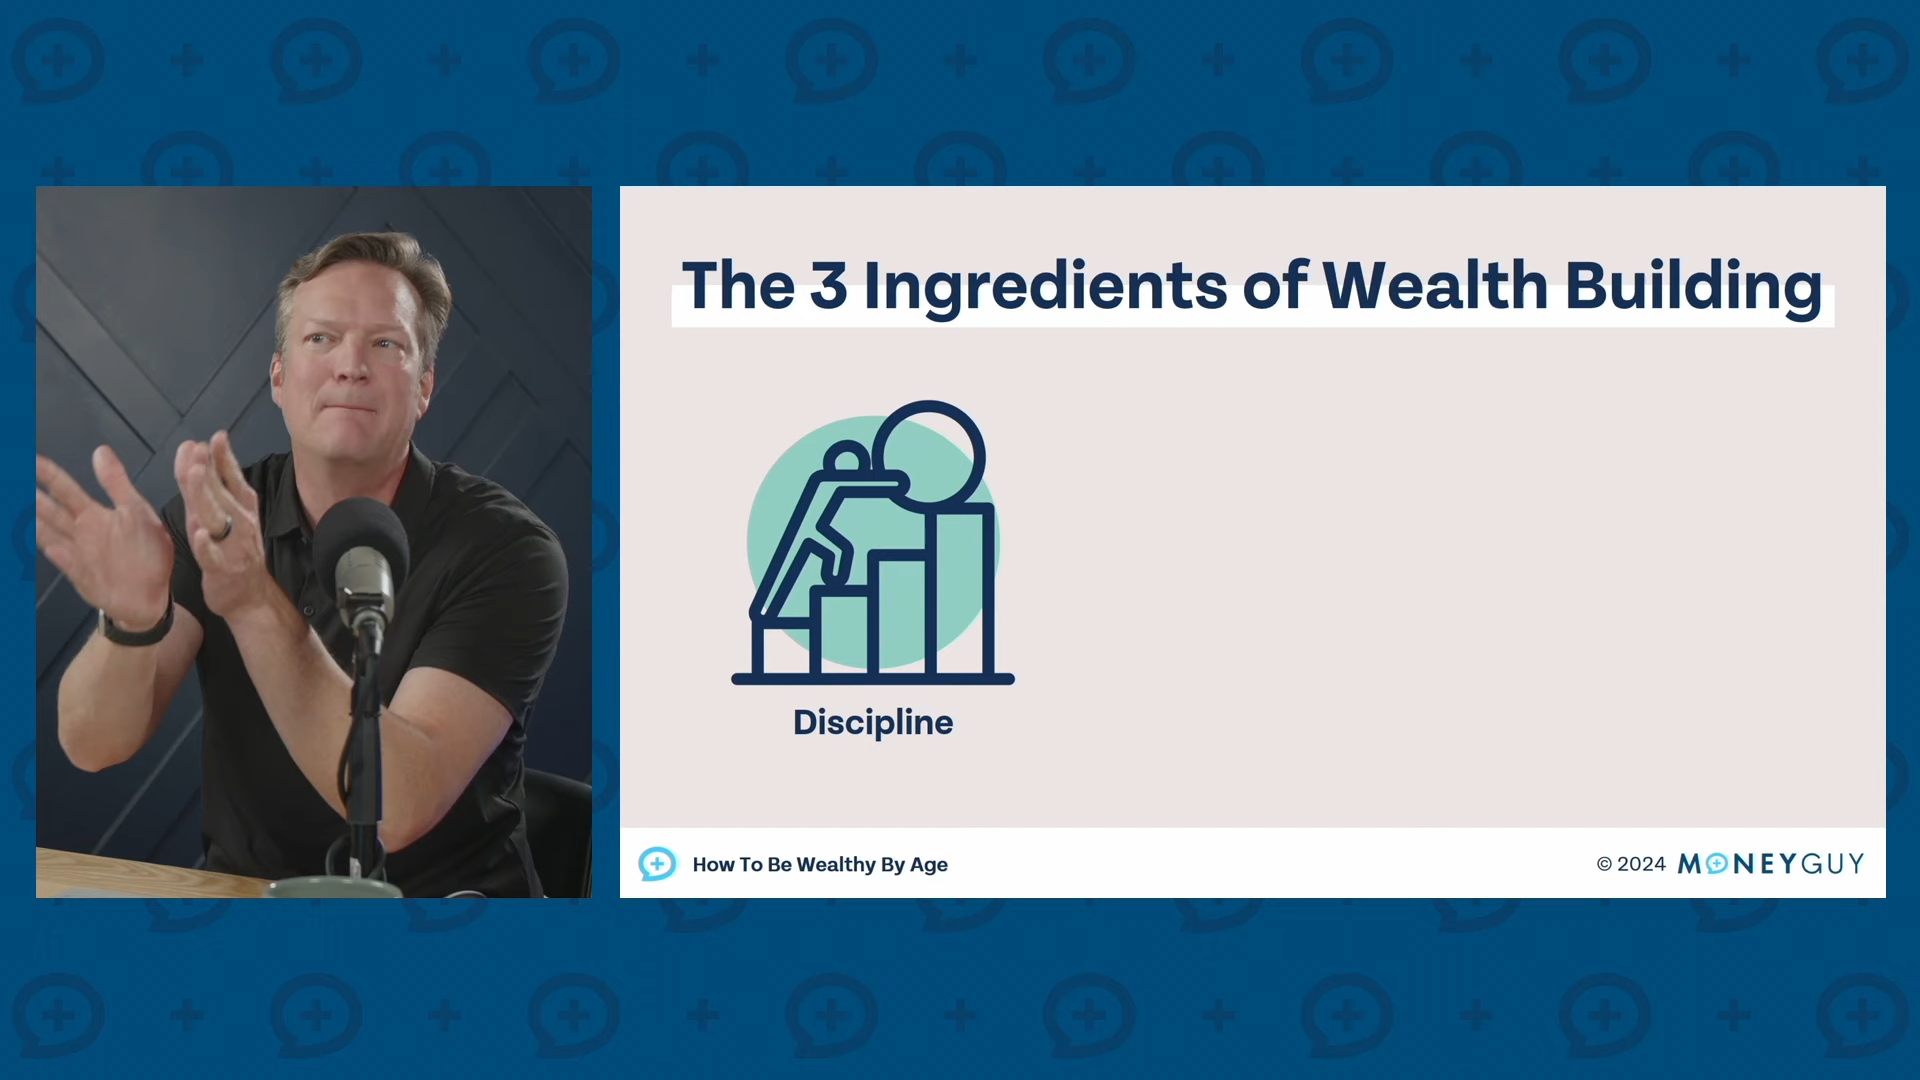 The 3 Ingredients of Wealth Building
Discipline
How To Be Wealthy By Age
© 2024 MONEYGUY